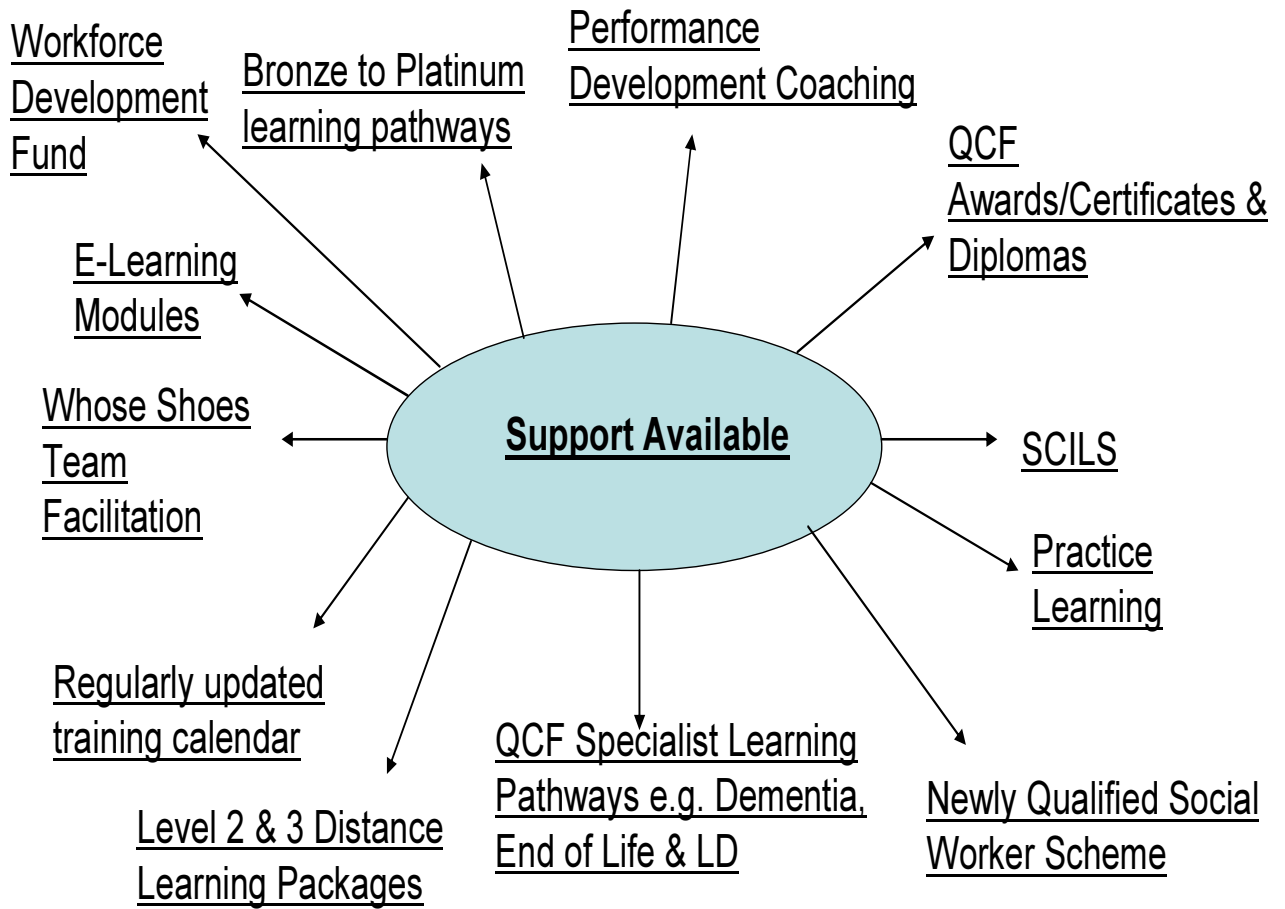 Workforce
Development
Fund
Bronze to Platinum
learning pathways
Performance
Development Coaching
QCF
Awards/Certificates &
Diplomas
E-Learning
Modules
Whose Shoes
Team
Facilitation
Support Available
SCILS
Practice
Learning
Regularly updated
training calendar
Level 2 & 3 Distance
Learning Packages
QCF Specialist Learning
Pathways e.g. Dementia,
End of Life & LD
Newly Qualified Social
Worker Scheme